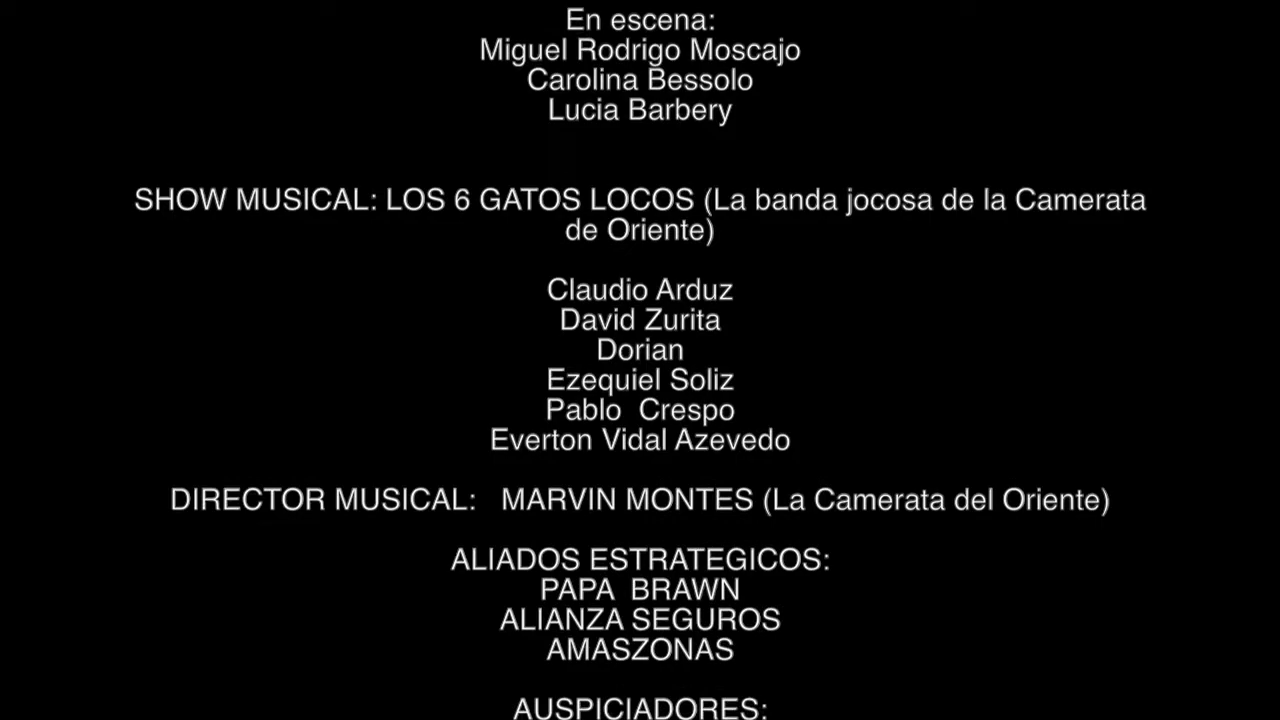 En escena:
Miguel Rodrigo Moscajo
Carolina Bessolo
Lucia Barbery
SHOW MUSICAL: LOS 6 GATOS LOCOS (La banda jocosa de la Camerata
de Oriente)
Claudio Arduz
David Zurita
Dorian
Ezequiel Soliz
Pablo  Crespo
Everton Vidal Azevedo
DIRECTOR MUSICAL:   MARVIN MONTES (La Camerata del Oriente)
ALIADOS ESTRATEGICOS:
PAPA  BRAWN
ALIANZA SEGUROS
AMASZONAS
AUSPICIADORES: